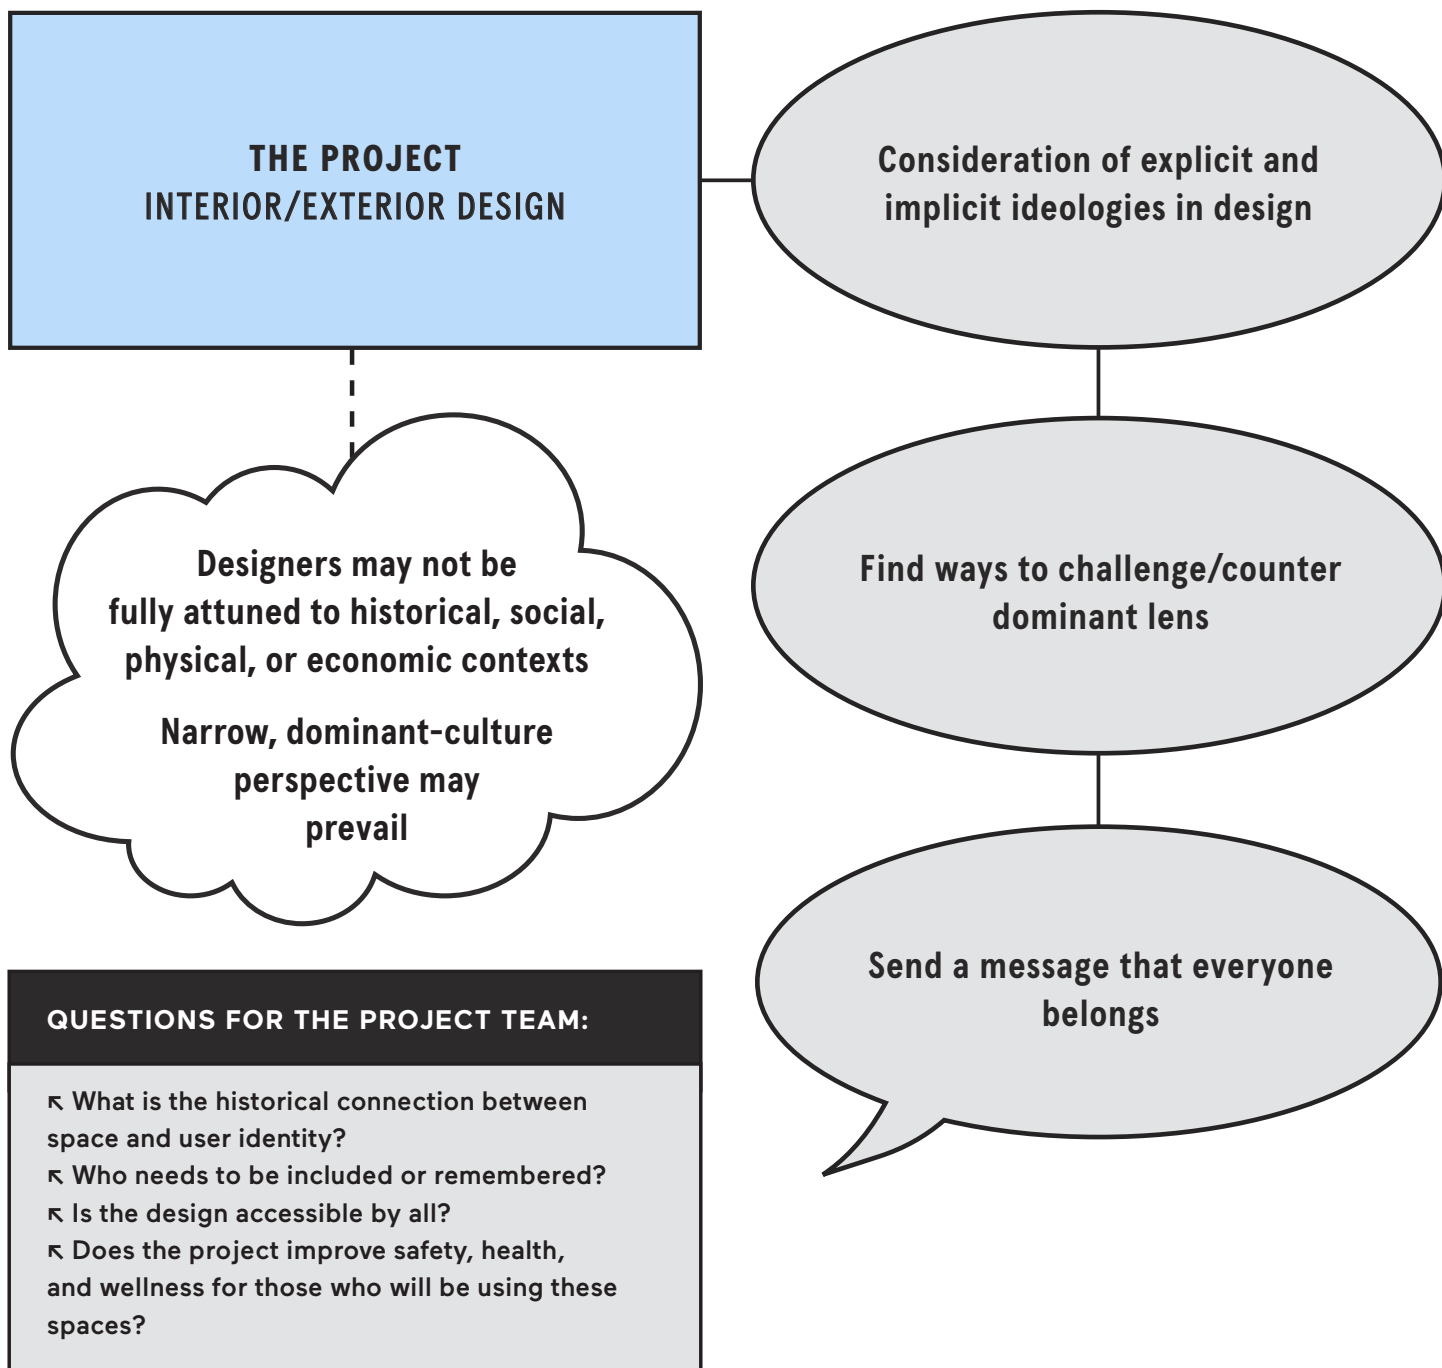 THE PROJECT
INTERIOR/EXTERIOR DESIGN
Consideration of explicit and
implicit ideologies in design
Designers may not be
fully attuned to historical, social,
physical, or economic contexts
Narrow, dominant-culture
perspective may
prevail
Find ways to challenge/counter
dominant lens
Send a message that everyone
belongs
QUESTIONS FOR THE PROJECT TEAM:
↖ What is the historical connection between
space and user identity?
↖ Who needs to be included or remembered?
↖ Is the design accessible by all?
↖ Does the project improve safety, health,
and wellness for those who will be using these
spaces?